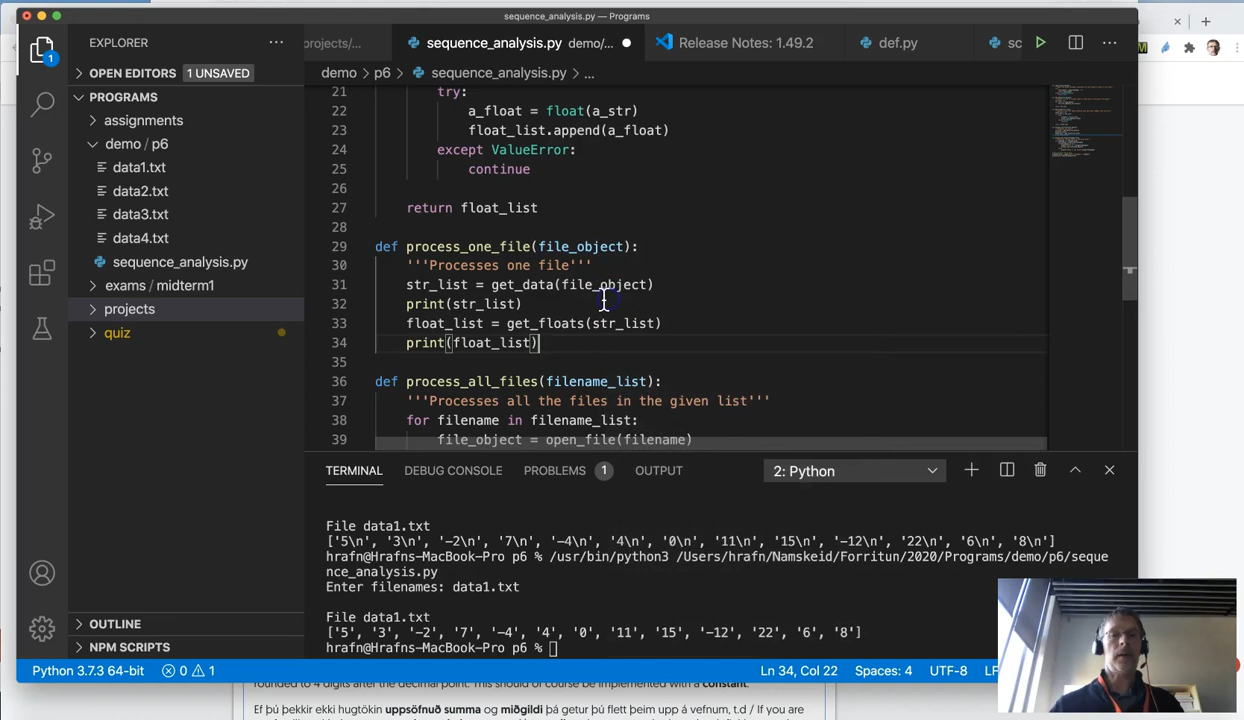 sequence_analysis.py — Programs
EXPLORER
rojects/...
sequence_analysis.py demo/...
Release Notes: 1.49.2
def.py
sc
OPEN EDITORS 1 UNSAVED
demo > p6 > sequence_analysis.py > ...
PROGRAMS
assignments
demo / p6
data1.txt
data2.txt
data3.txt
data4.txt
sequence_analysis.py
exams / midterm1
projects
quiz
OUTLINE
NPM SCRIPTS
1
21 try:
22 a_float = float(a_str)
23 float_list.append(a_float)
24 except ValueError:
25 continue
26
27 return float_list
28
29 def process_one_file(file_object):
30 '''Processes one file'''
31 str_list = get_data(file_object)
32 print(str_list)
33 float_list = get_floats(str_list)
34 print(float_list)
35
36 def process_all_files(filename_list):
37 '''Processes all the files in the given list'''
38 for filename in filename_list:
39 file_object = open_file(filename)
TERMINAL DEBUG CONSOLE PROBLEMS 1 OUTPUT 2: Python
File data1.txt
['5\n', '3\n', '-2\n', '7\n', '-4\n', '4\n', '0\n', '11\n', '15\n', '-12\n', '22\n', '6\n', '8\n']
hrafn@Hrafns-MacBook-Pro p6 % /usr/bin/python3 /Users/hrafn/Namskeid/Forritun/2020/Programs/demo/p6/seque
nce_analysis.py
Enter filenames: data1.txt
File data1.txt
['5', '3', '-2', '7', '-4', '4', '0', '11', '15', '-12', '22', '6', '8']
hrafn@Hrafns-MacBook-Pro p6 %
Python 3.7.3 64-bit 0 1 Ln 34, Col 22 Spaces: 4 UTF-8 LF
rounded to 4 digits after the decimal point. This should of course be implemented with a constant.
Ef þú þekkir ekki hugtökin uppsöfnuð summa og miðgildi þá getur þú flett þeim upp á vefnum, t.d / If you are